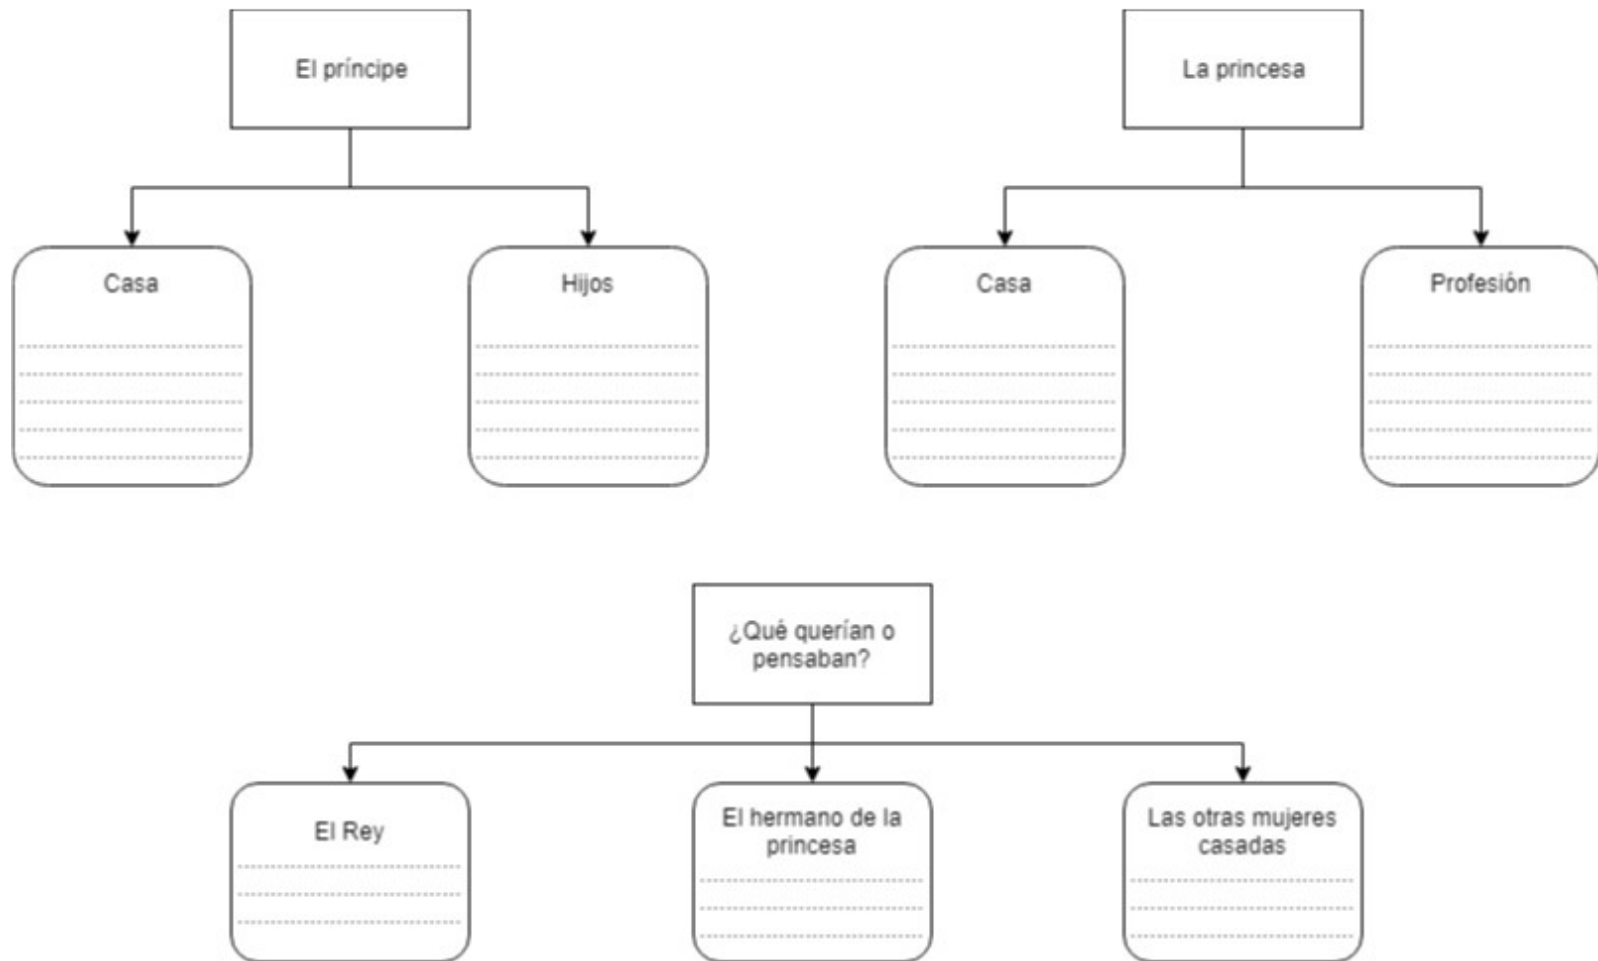 El príncipe
La princesa
Casa
Hijos
Casa
Profesión
¿Qué querían o
pensaban?
El Rey
El hermano de la
princesa
Las otras mujeres
casadas